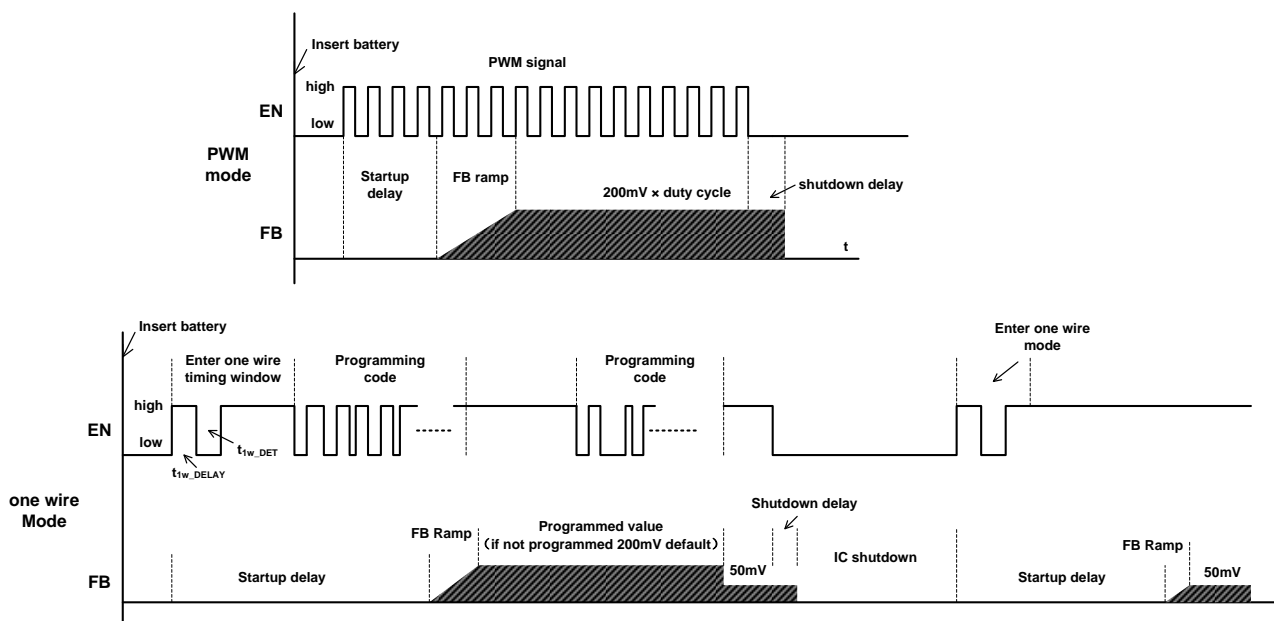 Insert battery
PWM signal
high
EN
low
PWM
mode
Startup
delay
FB ramp
200mV × duty cycle
shutdown delay
FB
t
Insert battery
Enter one wire
timing window
Programming
code
Programming
code
Enter one wire
mode
high
EN
low
t1w_DET
t1w_DELAY
one wire
Mode
Shutdown delay
FB Ramp
Programmed value
(if not programmed 200mV default)
50mV
IC shutdown
FB Ramp
50mV
Startup delay
Startup delay
FB